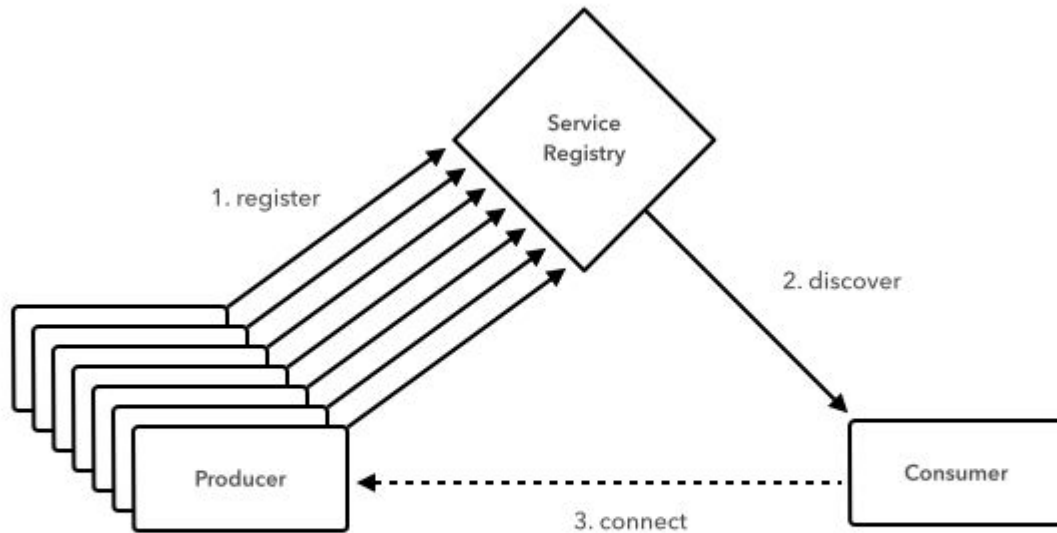 Service
Registry
1. register
2. discover
Producer
Consumer
3. connect